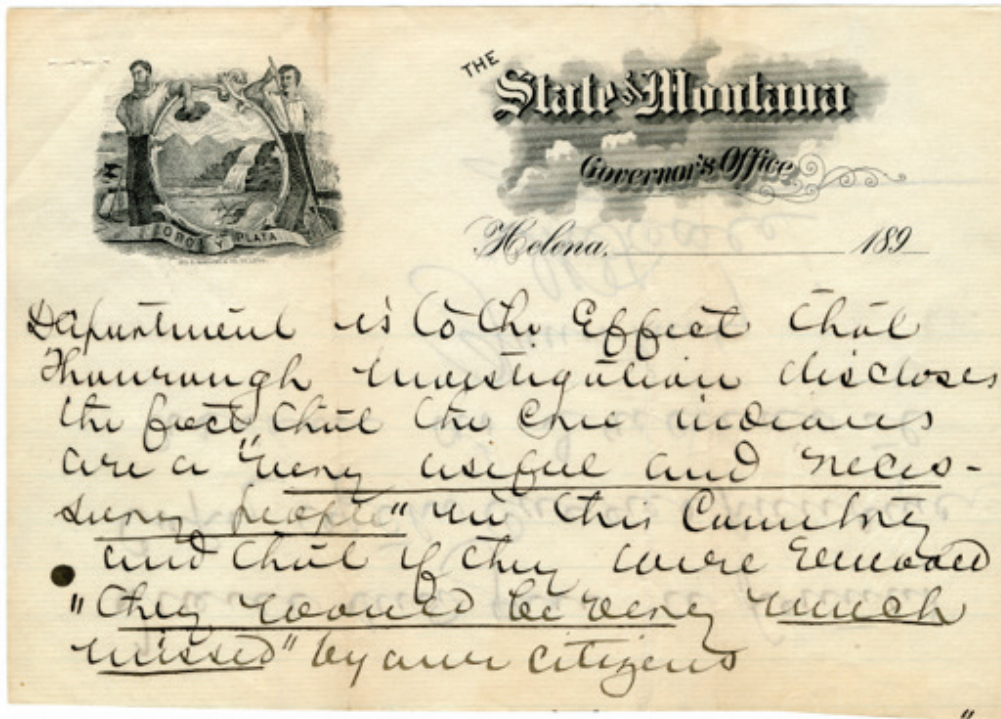 THE
State of Montana
Governor's Office
Helena, 189
ORO Y PLATA
Department is to the Effect that
Thourough investigation discloses
the fact that the Cree indians
are a "very useful and neces-
sary people" in this Country
and that if they were removed
"they would be very much
missed" by our citizens